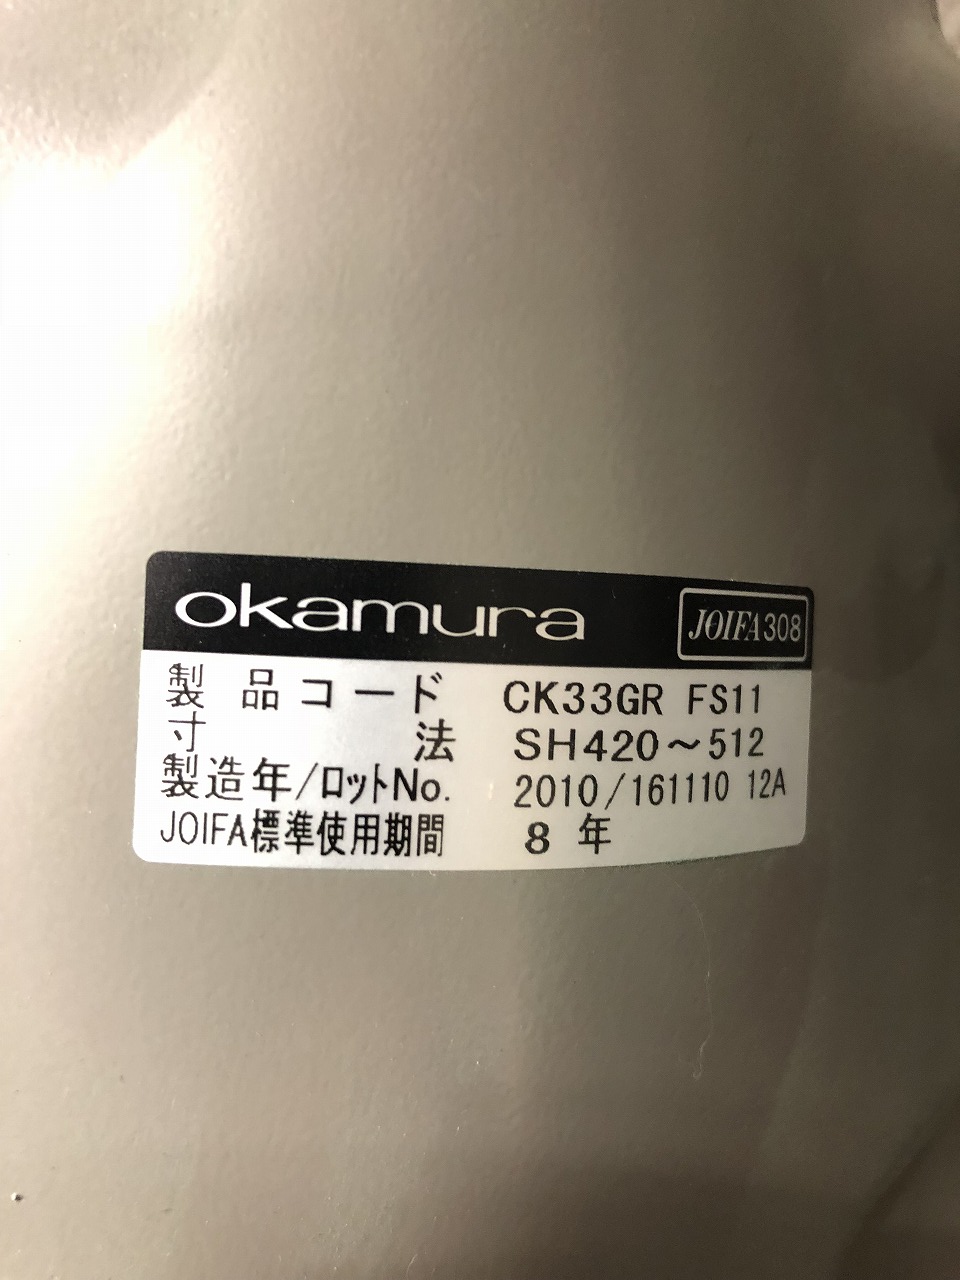 okamura JOIFA308
製品コード CK33GR FS11
寸法 SH420～512
製造年/ロットNo. 2010/161110 12A
JOIFA標準使用期間 8年